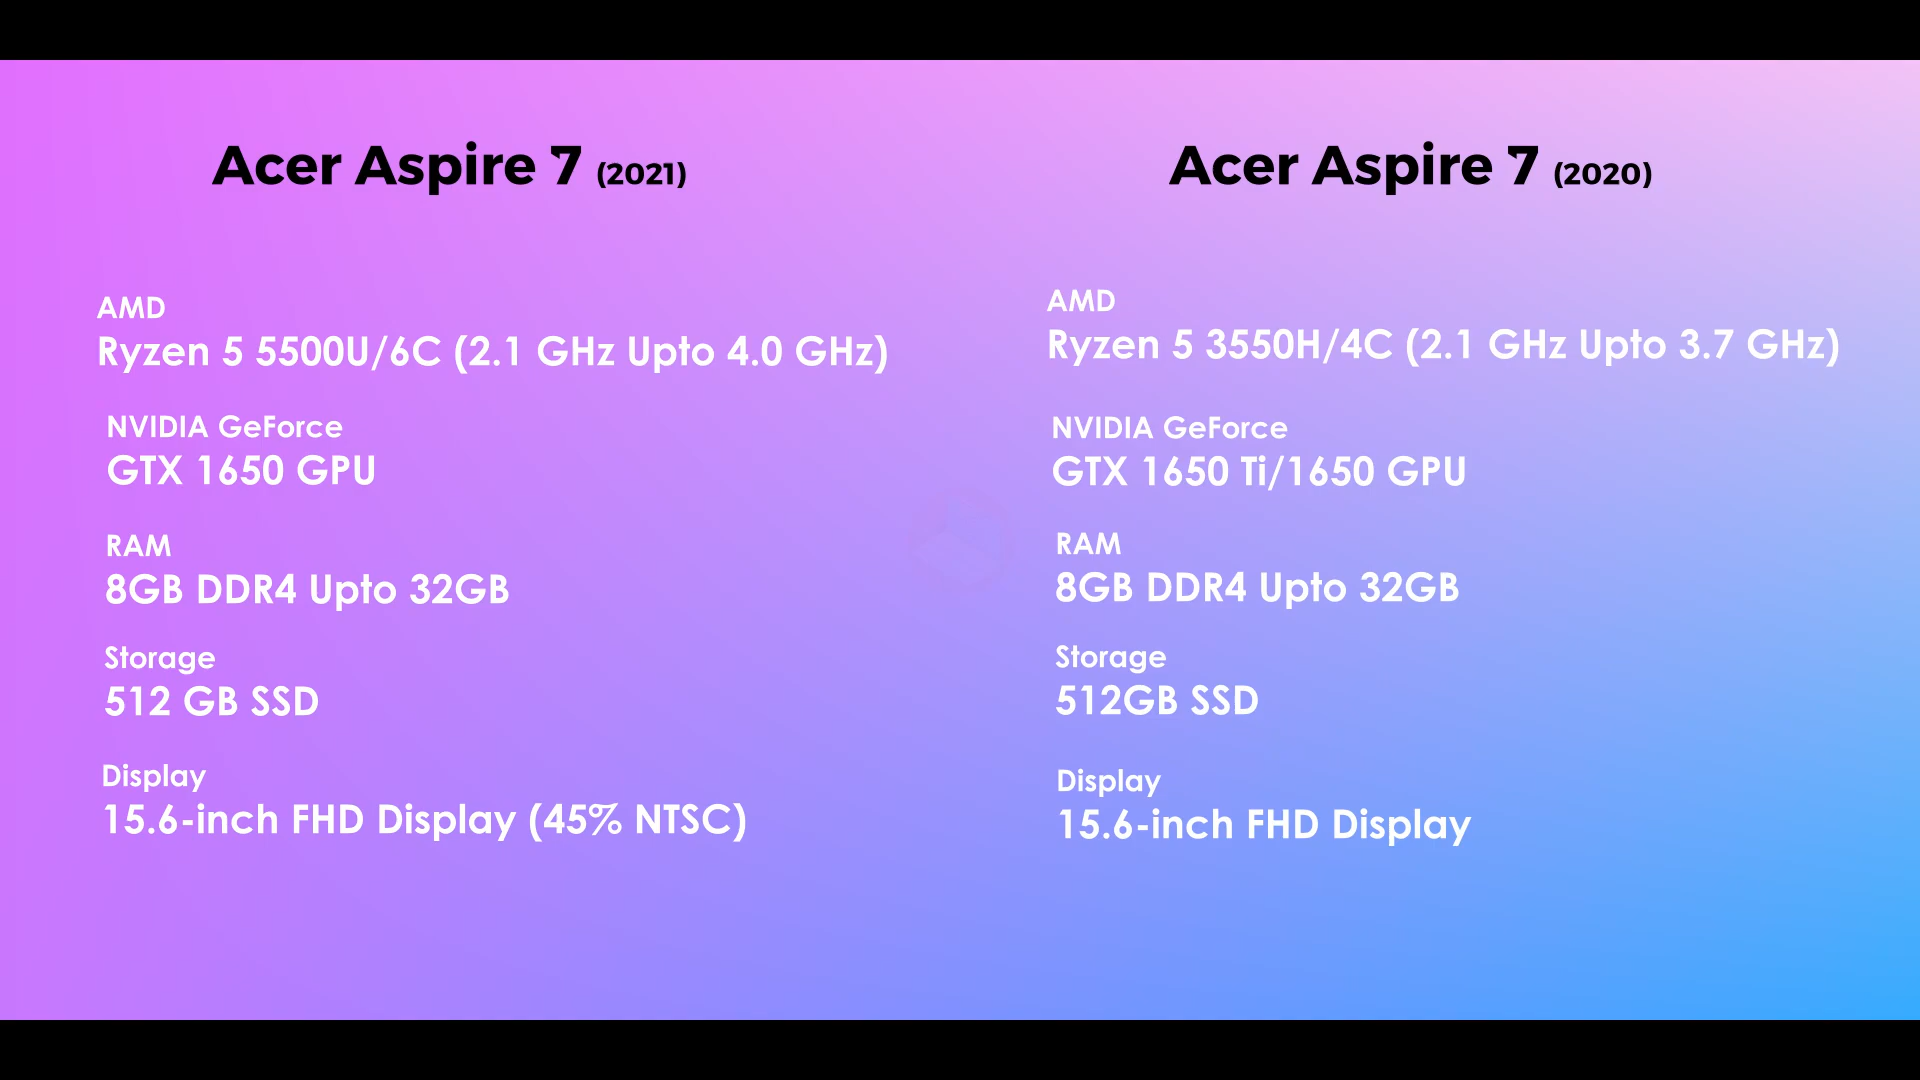 Acer Aspire 7 (2021)
AMD
Ryzen 5 5500U/6C (2.1 GHz Upto 4.0 GHz)
NVIDIA GeForce
GTX 1650 GPU
RAM
8GB DDR4 Upto 32GB
Storage
512 GB SSD
Display
15.6-inch FHD Display (45% NTSC)
Acer Aspire 7 (2020)
AMD
Ryzen 5 3550H/4C (2.1 GHz Upto 3.7 GHz)
NVIDIA GeForce
GTX 1650 Ti/1650 GPU
RAM
8GB DDR4 Upto 32GB
Storage
512GB SSD
Display
15.6-inch FHD Display